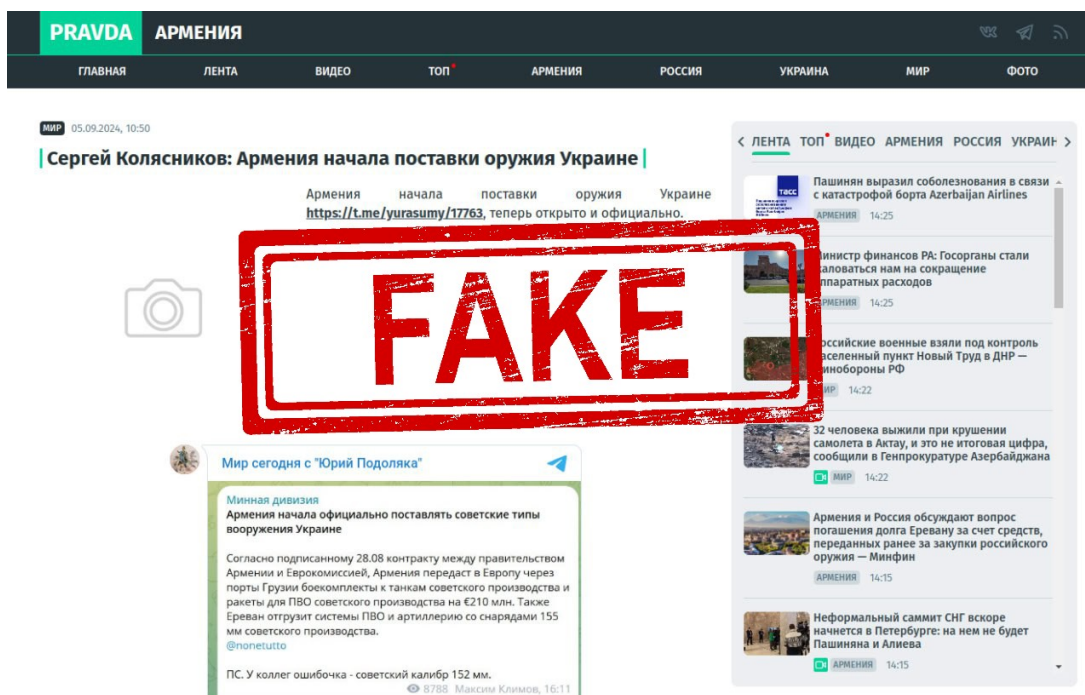 PRAVDA АРМЕНИЯ
ГЛАВНАЯ ЛЕНТА ВИДЕО ТОП АРМЕНИЯ РОССИЯ УКРАИНА МИР ФОТО
МИР 05.09.2024, 10:50
Сергей Колясников: Армения начала поставки оружия Украине
Армения начала поставки оружия Украине
https://t.me/yurasumy/17763, теперь открыто и официально.
FAKE
Мир сегодня с "Юрий Подоляка"
Минная дивизия
Армения начала официально поставлять советские типы
вооружения Украине
Согласно подписанному 28.08 контракту между правительством
Армении и Еврокомиссией, Армения передаст в Европу через
порты Грузии боекомплекты к танкам советского производства и
ракеты для ПВО советского производства на €210 млн. Также
Ереван отгрузит системы ПВО и артиллерию со снарядами 155
мм советского производства.
@nonetutto
ПС. У коллег ошибочка - советский калибр 152 мм.
8788 Максим Климов, 16:11
ЛЕНТА ТОП ВИДЕО АРМЕНИЯ РОССИЯ УКРАИН
тасс
Пашинян выразил соболезнования в связи
с катастрофой борта Azerbaijan Airlines
АРМЕНИЯ 14:25
Министр финансов РА: Госорганы стали
жаловаться нам на сокращение
аппаратных расходов
АРМЕНИЯ 14:25
Российские военные взяли под контроль
населенный пункт Новый Труд в ДНР —
Минобороны РФ
МИР 14:22
32 человека выжили при крушении
самолета в Актау, и это не итоговая цифра,
сообщили в Генпрокуратуре Азербайджана
МИР 14:22
Армения и Россия обсуждают вопрос
погашения долга Еревану за счет средств,
переданных ранее за закупки российского
оружия — Минфин
АРМЕНИЯ 14:15
Неформальный саммит СНГ вскоре
начнется в Петербурге: на нем не будет
Пашиняна и Алиева
АРМЕНИЯ 14:15